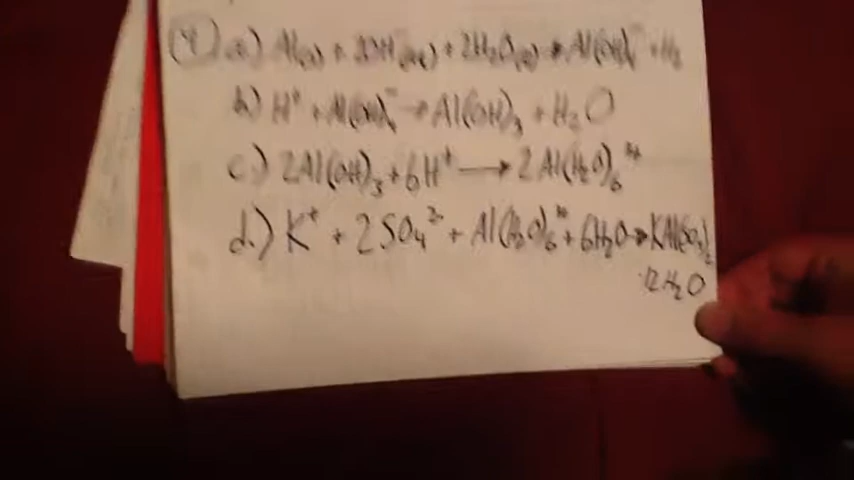 (4) a.) Al(s) + 2OH⁻(aq) + 2H₂O(l) → Al(OH)₄⁻ + H₂
b) H⁺ + Al(OH)₄⁻ → Al(OH)₃ + H₂O
c.) 2Al(OH)₃ + 6H⁺ → 2Al(H₂O)₆³⁺
d.) K⁺ + 2SO₄²⁻ + Al(H₂O)₆³⁺ + 6H₂O → KAl(SO₄)₂
·12H₂O